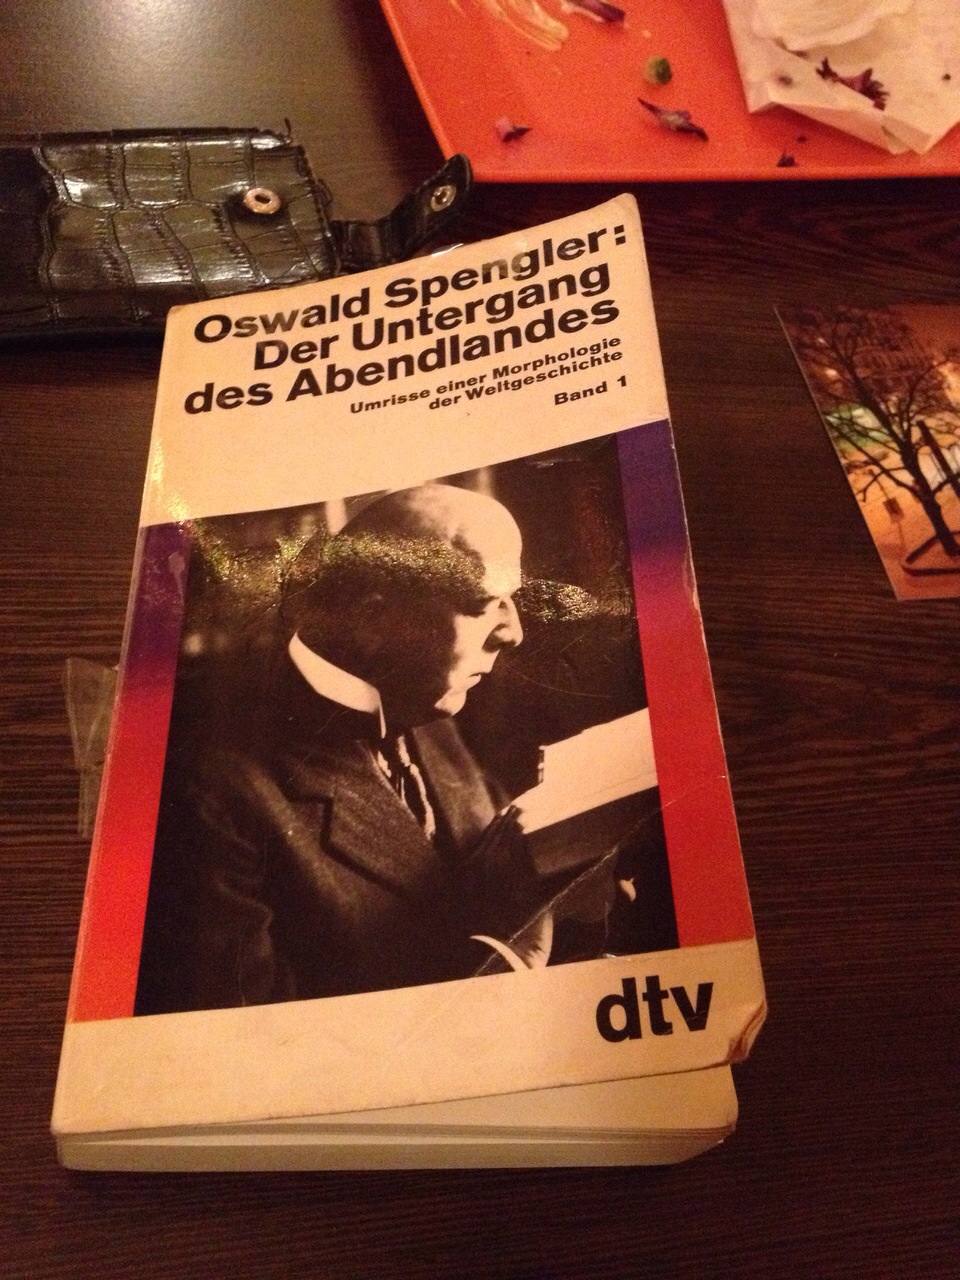 Oswald Spengler:
Der Untergang
des Abendlandes
Umrisse einer Morphologie
der Weltgeschichte
Band 1
dtv